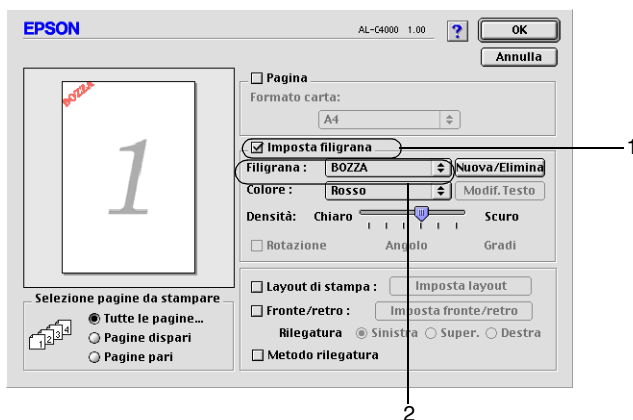 EPSON
AL-C4000 1.00
?
OK
Annulla
BOZZA
1
Pagina
Formato carta:
A4
Imposta filigrana
1
Filigrana : BOZZA Nuova/Elimina
Colore : Rosso Modif. Testo
Densità: Chiaro Scuro
Rotazione Angolo Gradi
Layout di stampa : Imposta layout
Fronte/retro : Imposta fronte/retro
Rilegatura Sinistra Super. Destra
Metodo rilegatura
Selezione pagine da stampare
1 2 3 4
Tutte le pagine...
Pagine dispari
Pagine pari
2